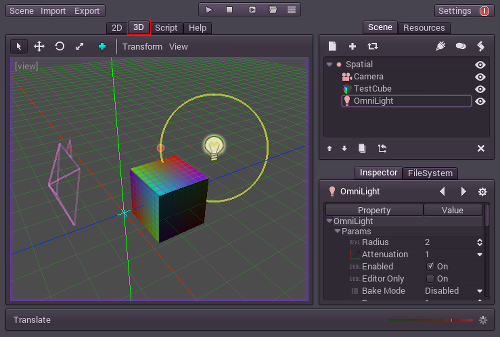 Scene Import Export
Settings
2D 3D Script Help
Transform View
[view]
Scene Resources
Spatial
Camera
TestCube
OmniLight
Inspector FileSystem
OmniLight
Property Value
OmniLight
Params
Radius 2
Attenuation 1
Enabled On
Editor Only On
Bake Mode Disabled
Translate